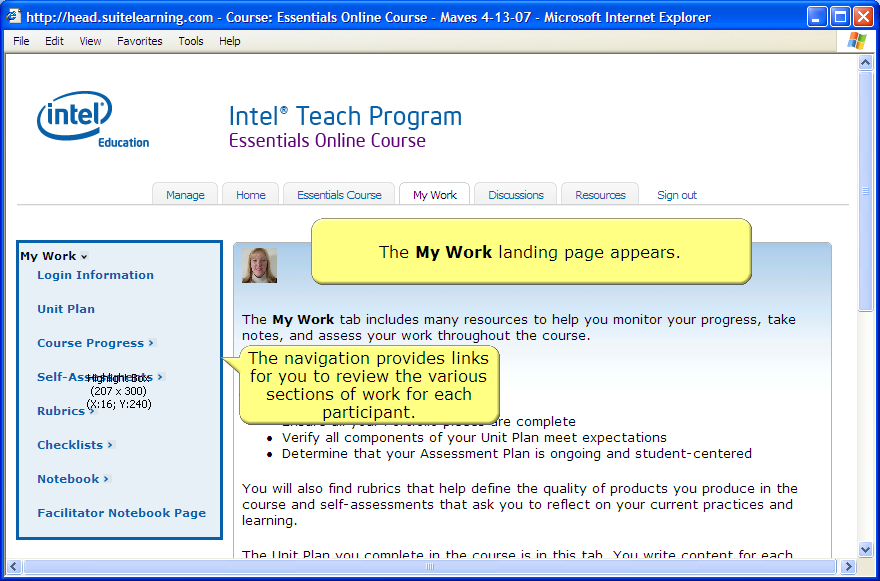 http://head.suitelearning.com - Course: Essentials Online Course - Maves 4-13-07 - Microsoft Internet Explorer
File Edit View Favorites Tools Help
intel
Education
Intel® Teach Program
Essentials Online Course
Manage Home Essentials Course My Work Discussions Resources Sign out
The My Work landing page appears.
My Work
Login Information
Unit Plan
Course Progress >
Self-Assessments >
Highlight Box
(207 x 300)
(X:16; Y:240)
Rubrics >
Checklists >
Notebook >
Facilitator Notebook Page
The My Work tab includes many resources to help you monitor your progress, take
notes, and assess your work throughout the course.
The navigation provides links
for you to review the various
sections of work for each
participant.
are complete
• Verify all components of your Unit Plan meet expectations
• Determine that your Assessment Plan is ongoing and student-centered
You will also find rubrics that help define the quality of products you produce in the
course and self-assessments that ask you to reflect on your current practices and
learning.
The Unit Plan you complete in the course is in this tab. You write content for each